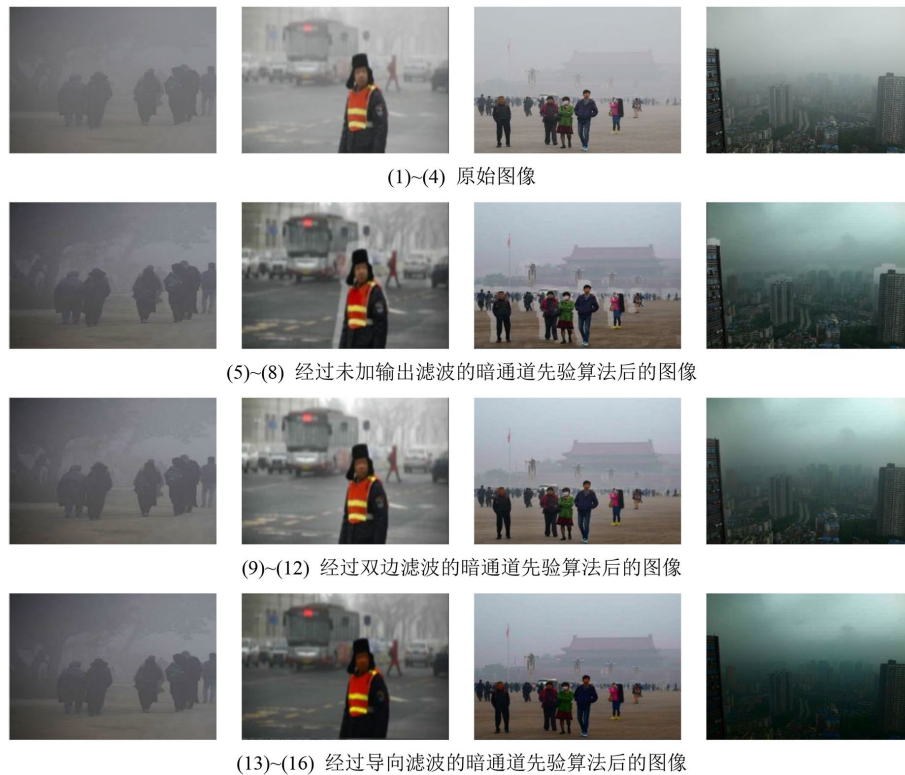 (1)~(4) 原始图像
(5)~(8) 经过未加输出滤波的暗通道先验算法后的图像
(9)~(12) 经过双边滤波的暗通道先验算法后的图像
(13)~(16) 经过导向滤波的暗通道先验算法后的图像